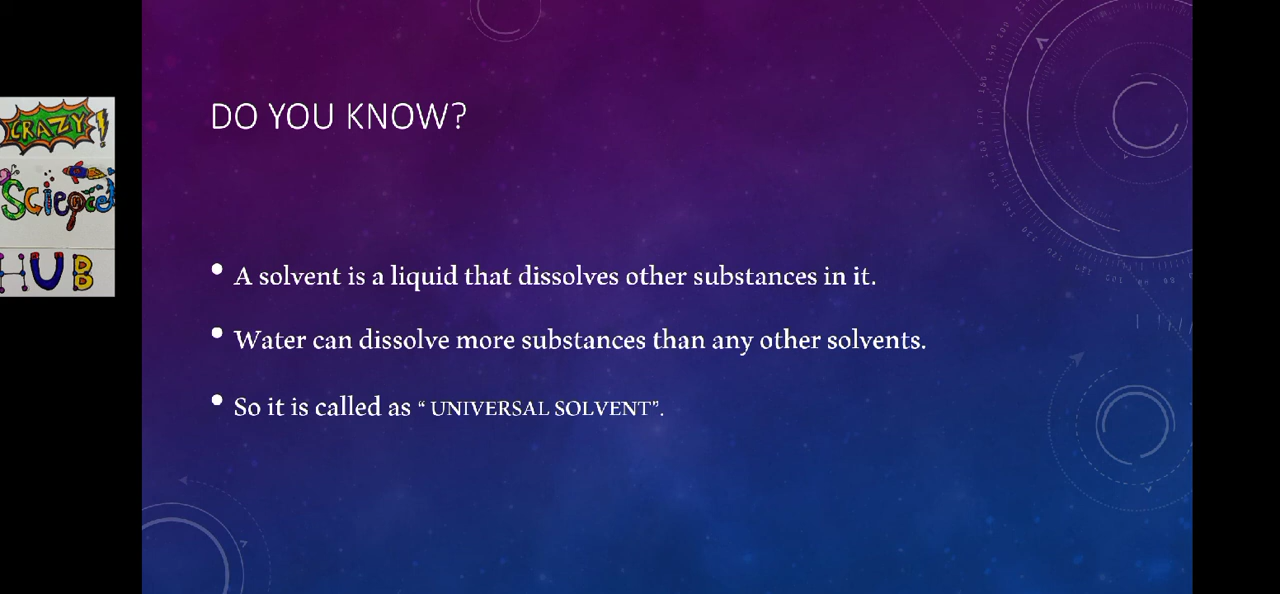 CRAZY!
Science
HUB
DO YOU KNOW?
• A solvent is a liquid that dissolves other substances in it.
• Water can dissolve more substances than any other solvents.
• So it is called as “ UNIVERSAL SOLVENT”.